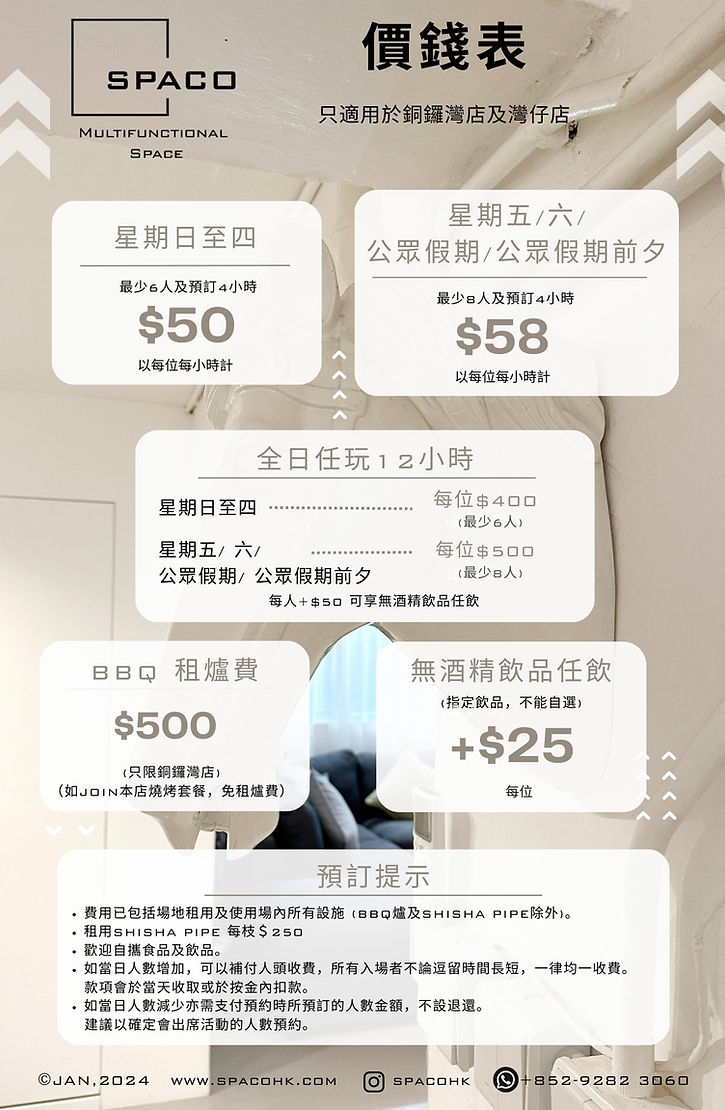 SPACO
MULTIFUNCTIONAL
SPACE
價錢表
只適用於銅鑼灣店及灣仔店
星期日至四
最少6人及預訂4小時
$50
以每位每小時計
星期五/六/
公眾假期/公眾假期前夕
最少8人及預訂4小時
$58
以每位每小時計
全日任玩12小時
星期日至四 每位$400
(最少6人)
星期五/ 六/ 每位$500
公眾假期/ 公眾假期前夕 (最少8人)
每人+$50 可享無酒精飲品任飲
BBQ 租爐費
$500
(只限銅鑼灣店)
(如JOIN本店燒烤套餐，免租爐費)
無酒精飲品任飲
(指定飲品，不能自選)
+$25
每位
預訂提示
• 費用已包括場地租用及使用場內所有設施 (BBQ爐及SHISHA PIPE除外)。
• 租用SHISHA PIPE 每枝＄250
• 歡迎自攜食品及飲品。
• 如當日人數增加，可以補付人頭收費，所有入場者不論逗留時間長短，一律均一收費。
款項會於當天收取或於按金內扣款。
• 如當日人數減少亦需支付預約時所預訂的人數金額，不設退還。
建議以確定會出席活動的人數預約。
©JAN,2024 WWW.SPACOHK.COM SPACOHK +852-9282 3060